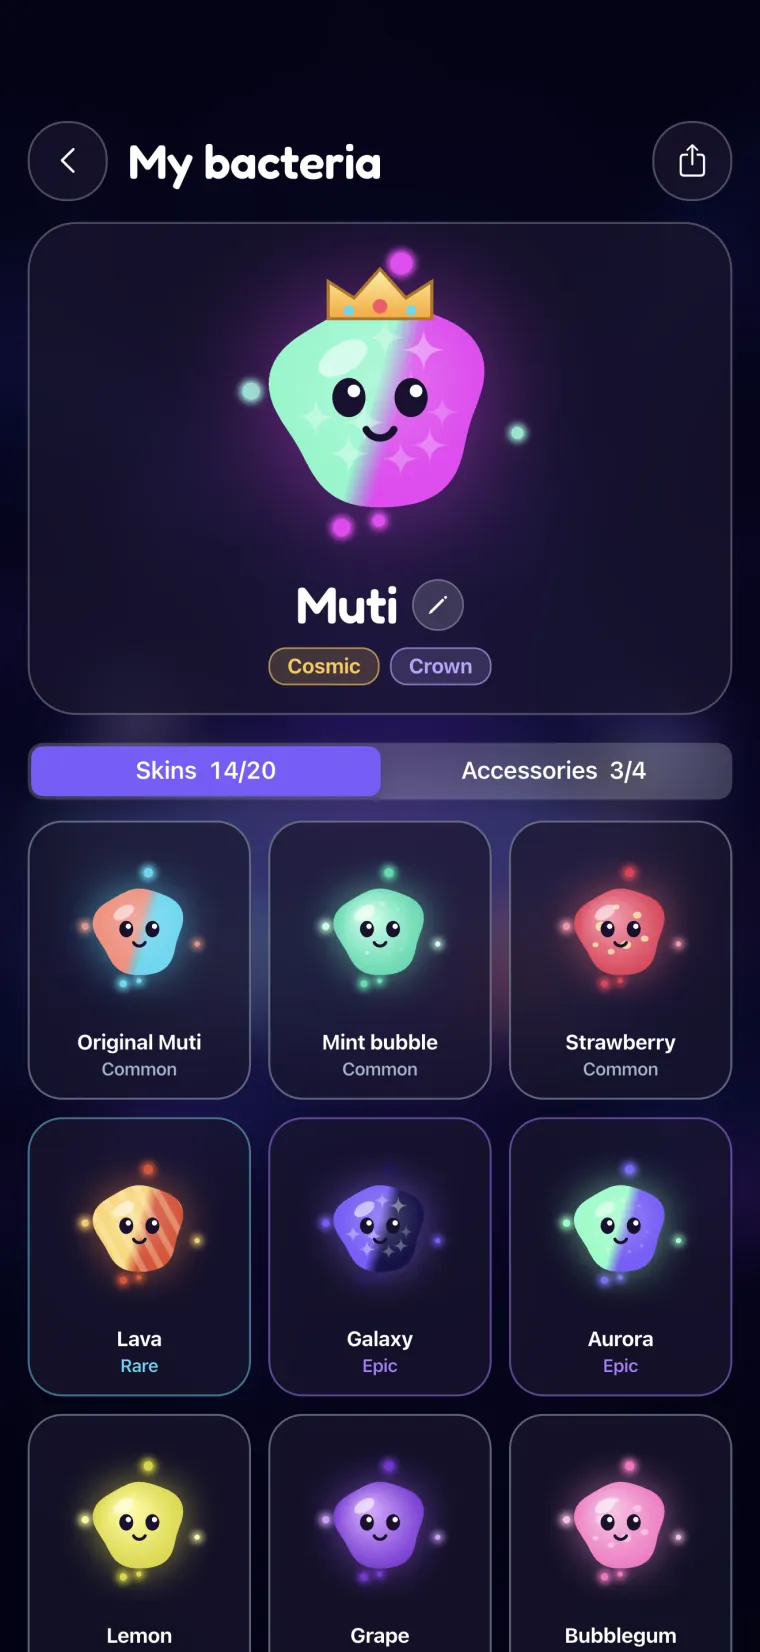 My bacteria
Muti
Cosmic Crown
Skins 14/20 Accessories 3/4
Original Muti Mint bubble Strawberry
Common Common Common
Lava Galaxy Aurora
Rare Epic Epic
Lemon Grape Bubblegum